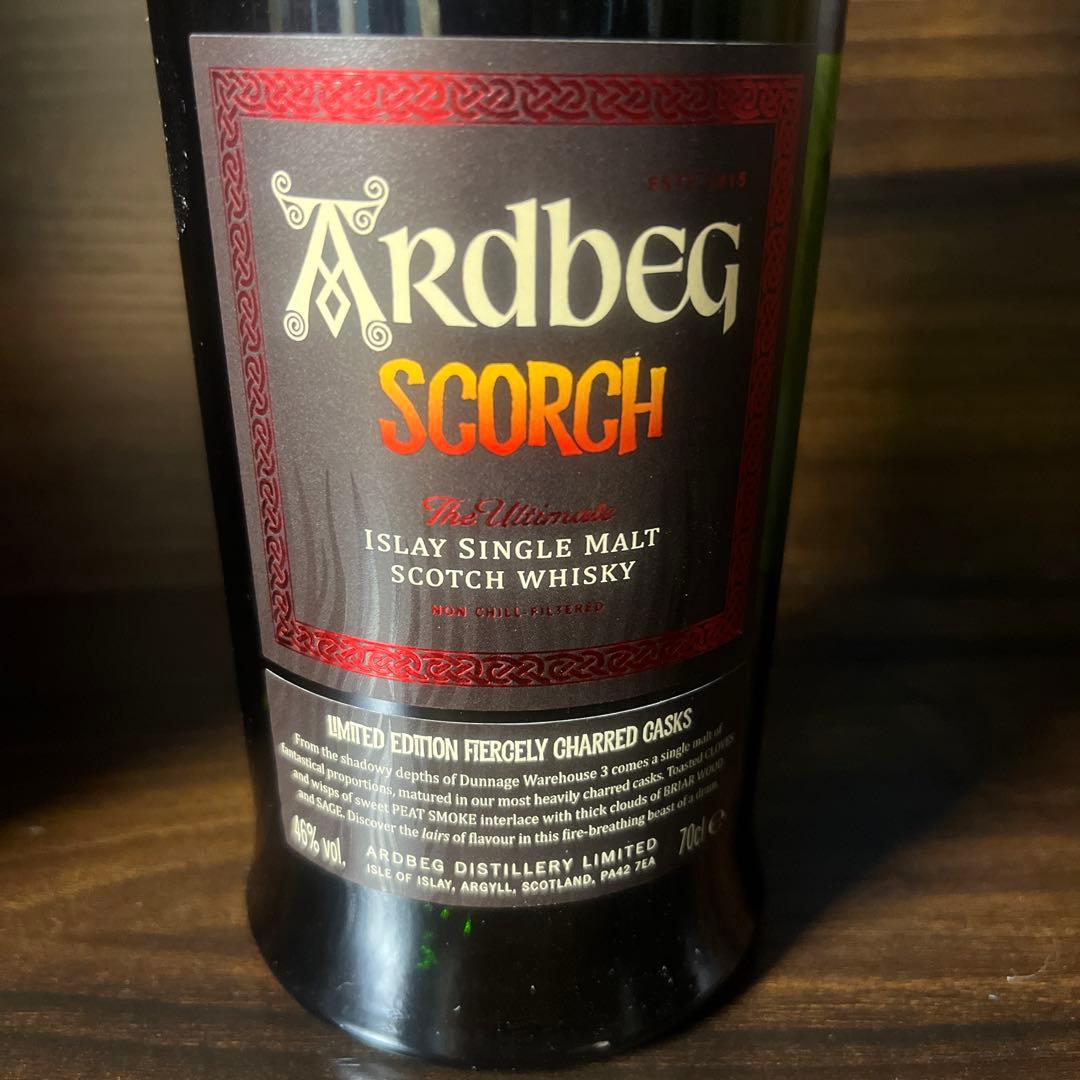 ESTD 1815
ARDBEG
SCORCH
The Ultimate
ISLAY SINGLE MALT
SCOTCH WHISKY
NON CHILL-FILTERED
LIMITED EDITION FIERCELY CHARRED CASKS
From the shadowy depths of Dunnage Warehouse 3 comes a single malt of
fantastical proportions, matured in our most heavily charred casks. Toasted CLOVES
and wisps of sweet PEAT SMOKE interlace with thick clouds of BRIAR WOOD
and SAGE. Discover the lairs of flavour in this fire-breathing beast of a dram.
46% vol.
ARDBEG DISTILLERY LIMITED
70cl e
ISLE OF ISLAY, ARGYLL, SCOTLAND, PA42 7EA